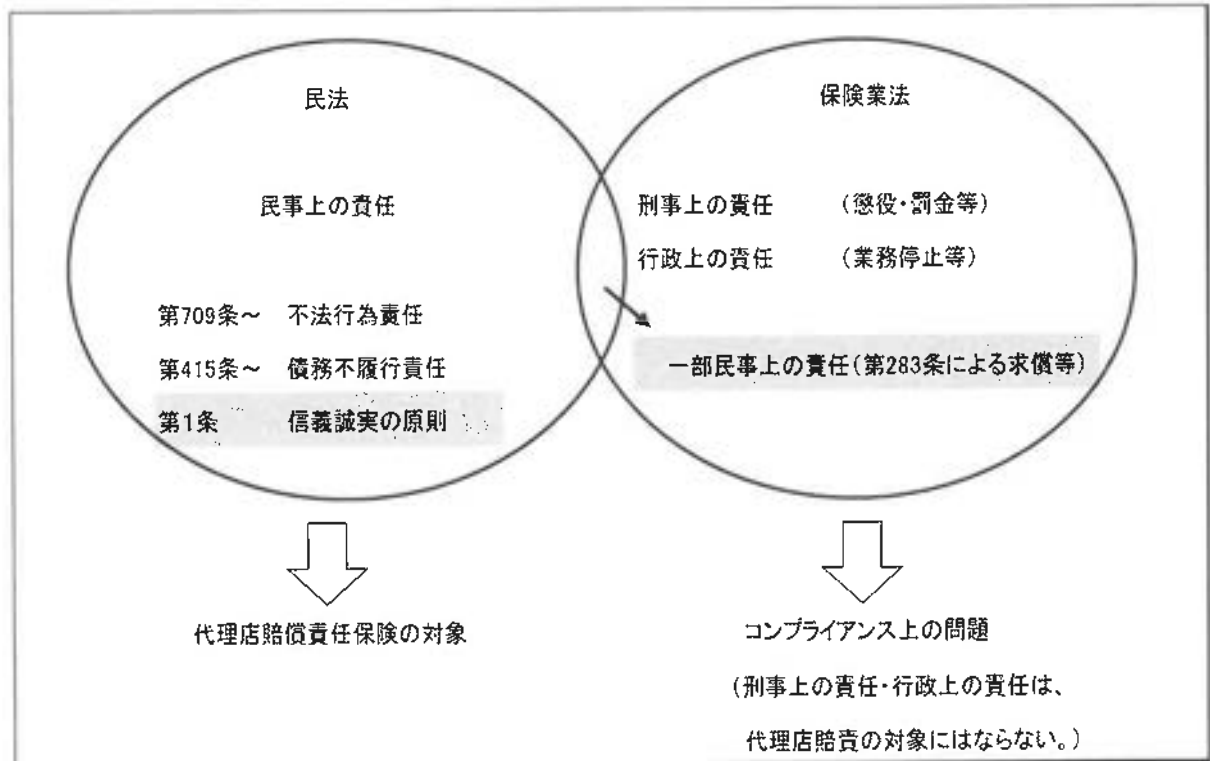 民法
保険業法
民事上の責任
刑事上の責任 (懲役・罰金等)
行政上の責任 (業務停止等)
第709条～ 不法行為責任
第415条～ 債務不履行責任
第1条 信義誠実の原則
一部民事上の責任(第283条による求償等)
代理店賠償責任保険の対象
コンプライアンス上の問題
(刑事上の責任・行政上の責任は、
代理店賠責の対象にはならない。)